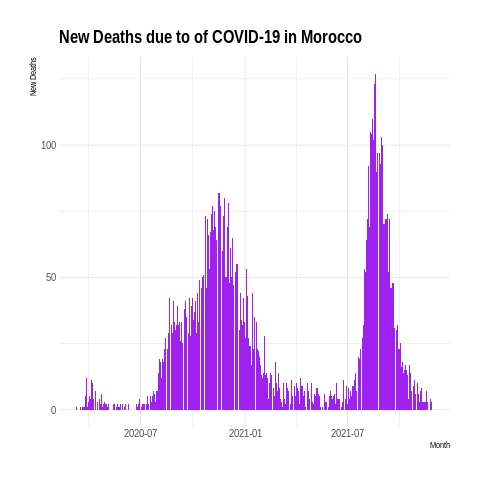 New Deaths due to of COVID-19 in Morocco
New Deaths
100
50
0
2020-07
2021-01
2021-07
Month